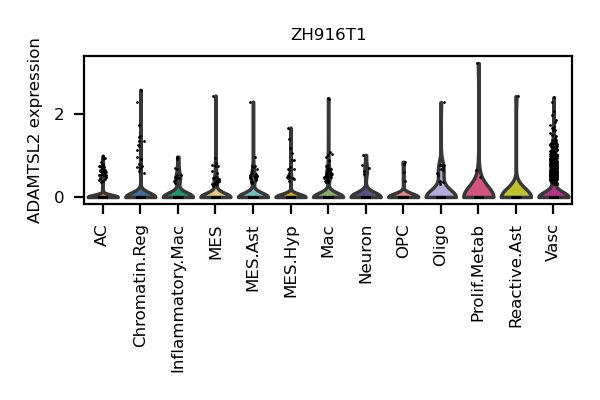 ZH916T1
ADAMTSL2 expression
2
0
AC
Chromatin.Reg
Inflammatory.Mac
MES
MES.Ast
MES.Hyp
Mac
Neuron
OPC
Oligo
Prolif.Metab
Reactive.Ast
Vasc